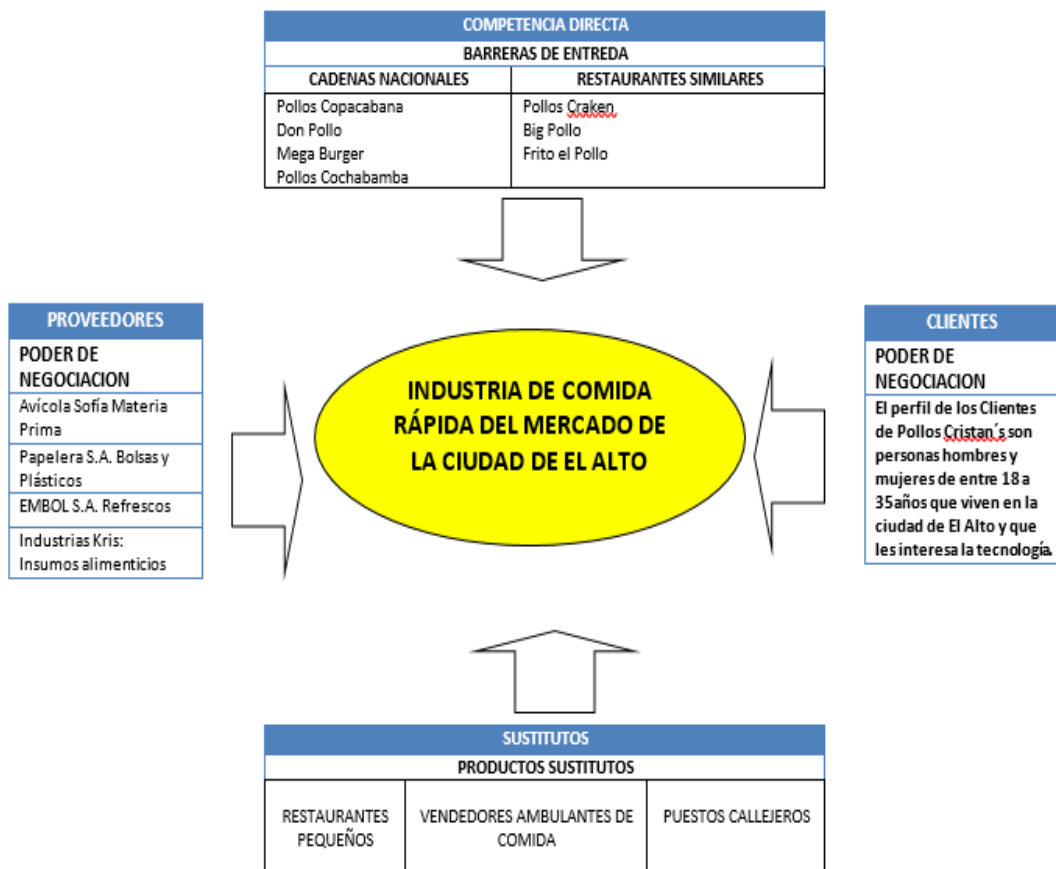 COMPETENCIA DIRECTA
BARRERAS DE ENTREDA
CADENAS NACIONALES
RESTAURANTES SIMILARES
Pollos Copacabana
Don Pollo
Mega Burger
Pollos Cochabamba
Pollos Craken
Big Pollo
Frito el Pollo
PROVEEDORES
PODER DE
NEGOCIACION
Avícola Sofía Materia
Prima
Papelera S.A. Bolsas y
Plásticos
EMBOL S.A. Refrescos
Industrias Kris:
Insumos alimenticios
INDUSTRIA DE COMIDA
RÁPIDA DEL MERCADO DE
LA CIUDAD DE EL ALTO
CLIENTES
PODER DE
NEGOCIACION
El perfil de los Clientes
de Pollos Cristan´s son
personas hombres y
mujeres de entre 18 a
35años que viven en la
ciudad de El Alto y que
les interesa la tecnología.
SUSTITUTOS
PRODUCTOS SUSTITUTOS
RESTAURANTES
PEQUEÑOS
VENDEDORES AMBULANTES DE
COMIDA
PUESTOS CALLEJEROS